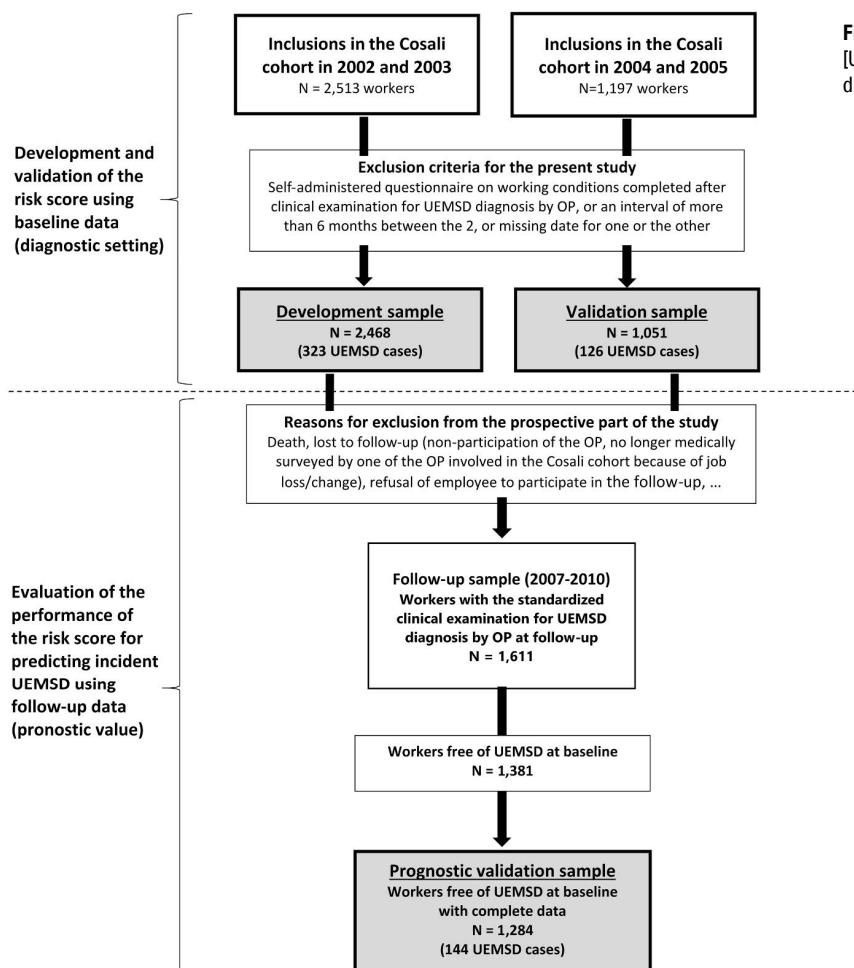 Inclusions in the Cosali
cohort in 2002 and 2003
N = 2,513 workers
Inclusions in the Cosali
cohort in 2004 and 2005
N=1,197 workers
F
[U
d
Development and
validation of the
risk score using
baseline data
(diagnostic setting)
Exclusion criteria for the present study
Self-administered questionnaire on working conditions completed after
clinical examination for UEMSD diagnosis by OP, or an interval of more
than 6 months between the 2, or missing date for one or the other
Development sample
N = 2,468
(323 UEMSD cases)
Validation sample
N = 1,051
(126 UEMSD cases)
Reasons for exclusion from the prospective part of the study
Death, lost to follow-up (non-participation of the OP, no longer medically
surveyed by one of the OP involved in the Cosali cohort because of job
loss/change), refusal of employee to participate in the follow-up, ...
Evaluation of the
performance of
the risk score for
predicting incident
UEMSD using
follow-up data
(pronostic value)
Follow-up sample (2007-2010)
Workers with the standardized
clinical examination for UEMSD
diagnosis by OP at follow-up
N = 1,611
Workers free of UEMSD at baseline
N = 1,381
Prognostic validation sample
Workers free of UEMSD at baseline
with complete data
N = 1,284
(144 UEMSD cases)